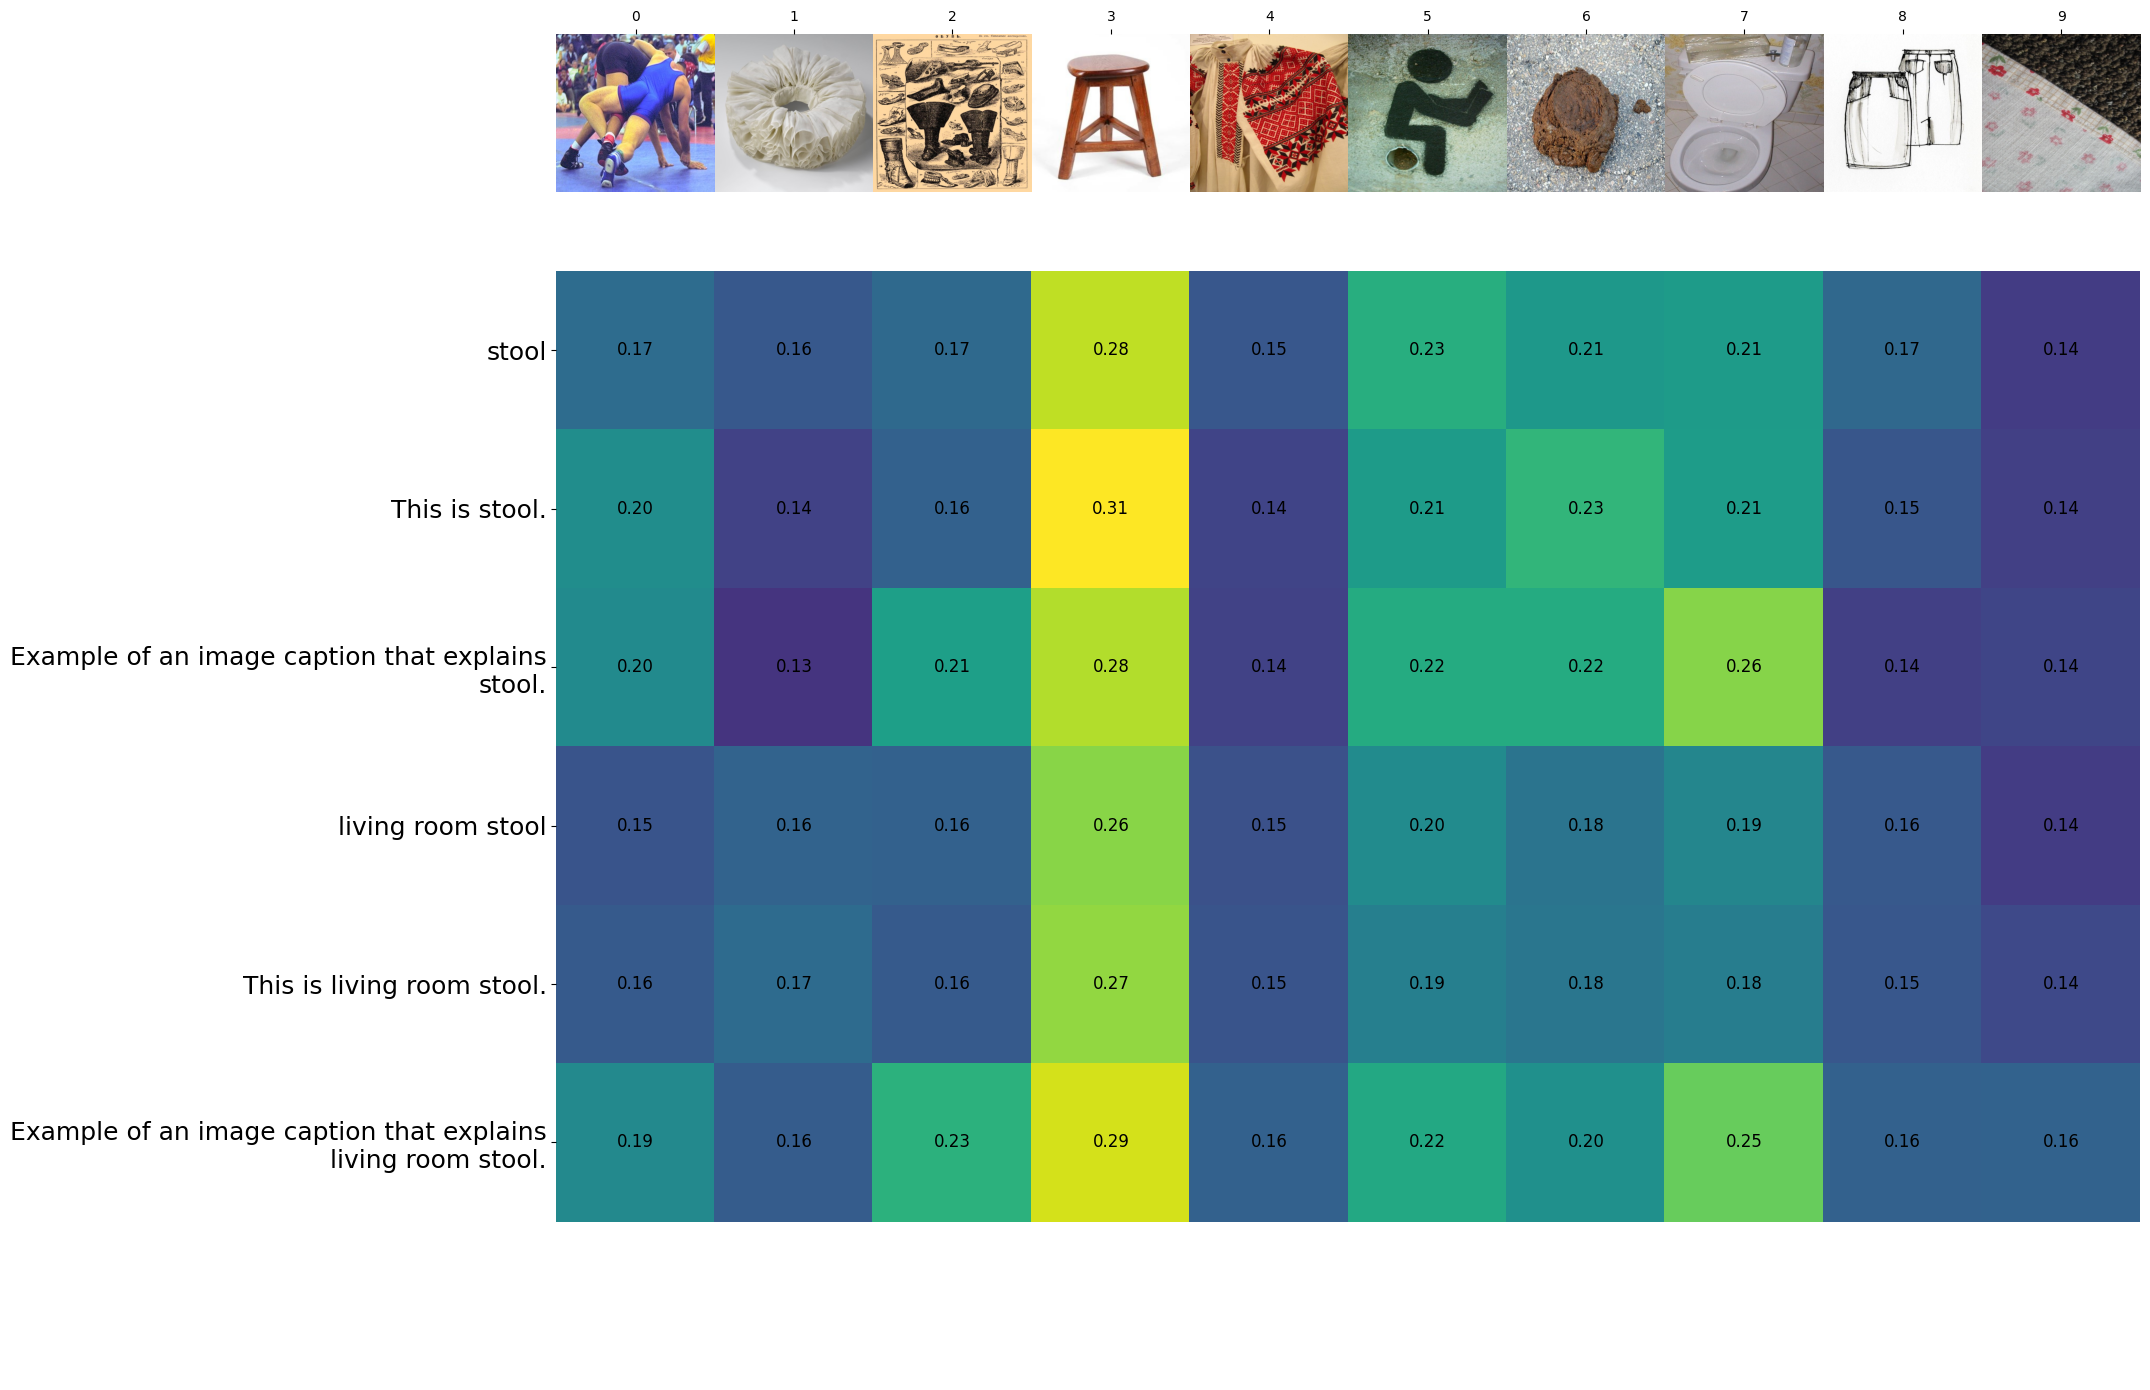 0 1 2 3 4 5 6 7 8 9
stool 0.17 0.16 0.17 0.28 0.15 0.23 0.21 0.21 0.17 0.14
This is stool. 0.20 0.14 0.16 0.31 0.14 0.21 0.23 0.21 0.15 0.14
Example of an image caption that explains
stool. 0.20 0.13 0.21 0.28 0.14 0.22 0.22 0.26 0.14 0.14
living room stool 0.15 0.16 0.16 0.26 0.15 0.20 0.18 0.19 0.16 0.14
This is living room stool. 0.16 0.17 0.16 0.27 0.15 0.19 0.18 0.18 0.15 0.14
Example of an image caption that explains
living room stool. 0.19 0.16 0.23 0.29 0.16 0.22 0.20 0.25 0.16 0.16